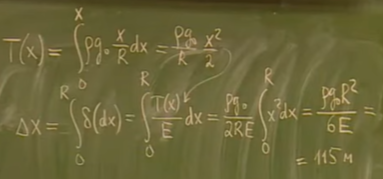 T(x) = ∫₀ˣ ρg₀ x/R dx = ρg₀/R x²/2
Δx = ∫₀ᴿ δ(dx) = ∫₀ᴿ T(x)/E dx = ρg₀/2RE ∫₀ᴿ x²dx = ρg₀R²/6E =
= 115 м